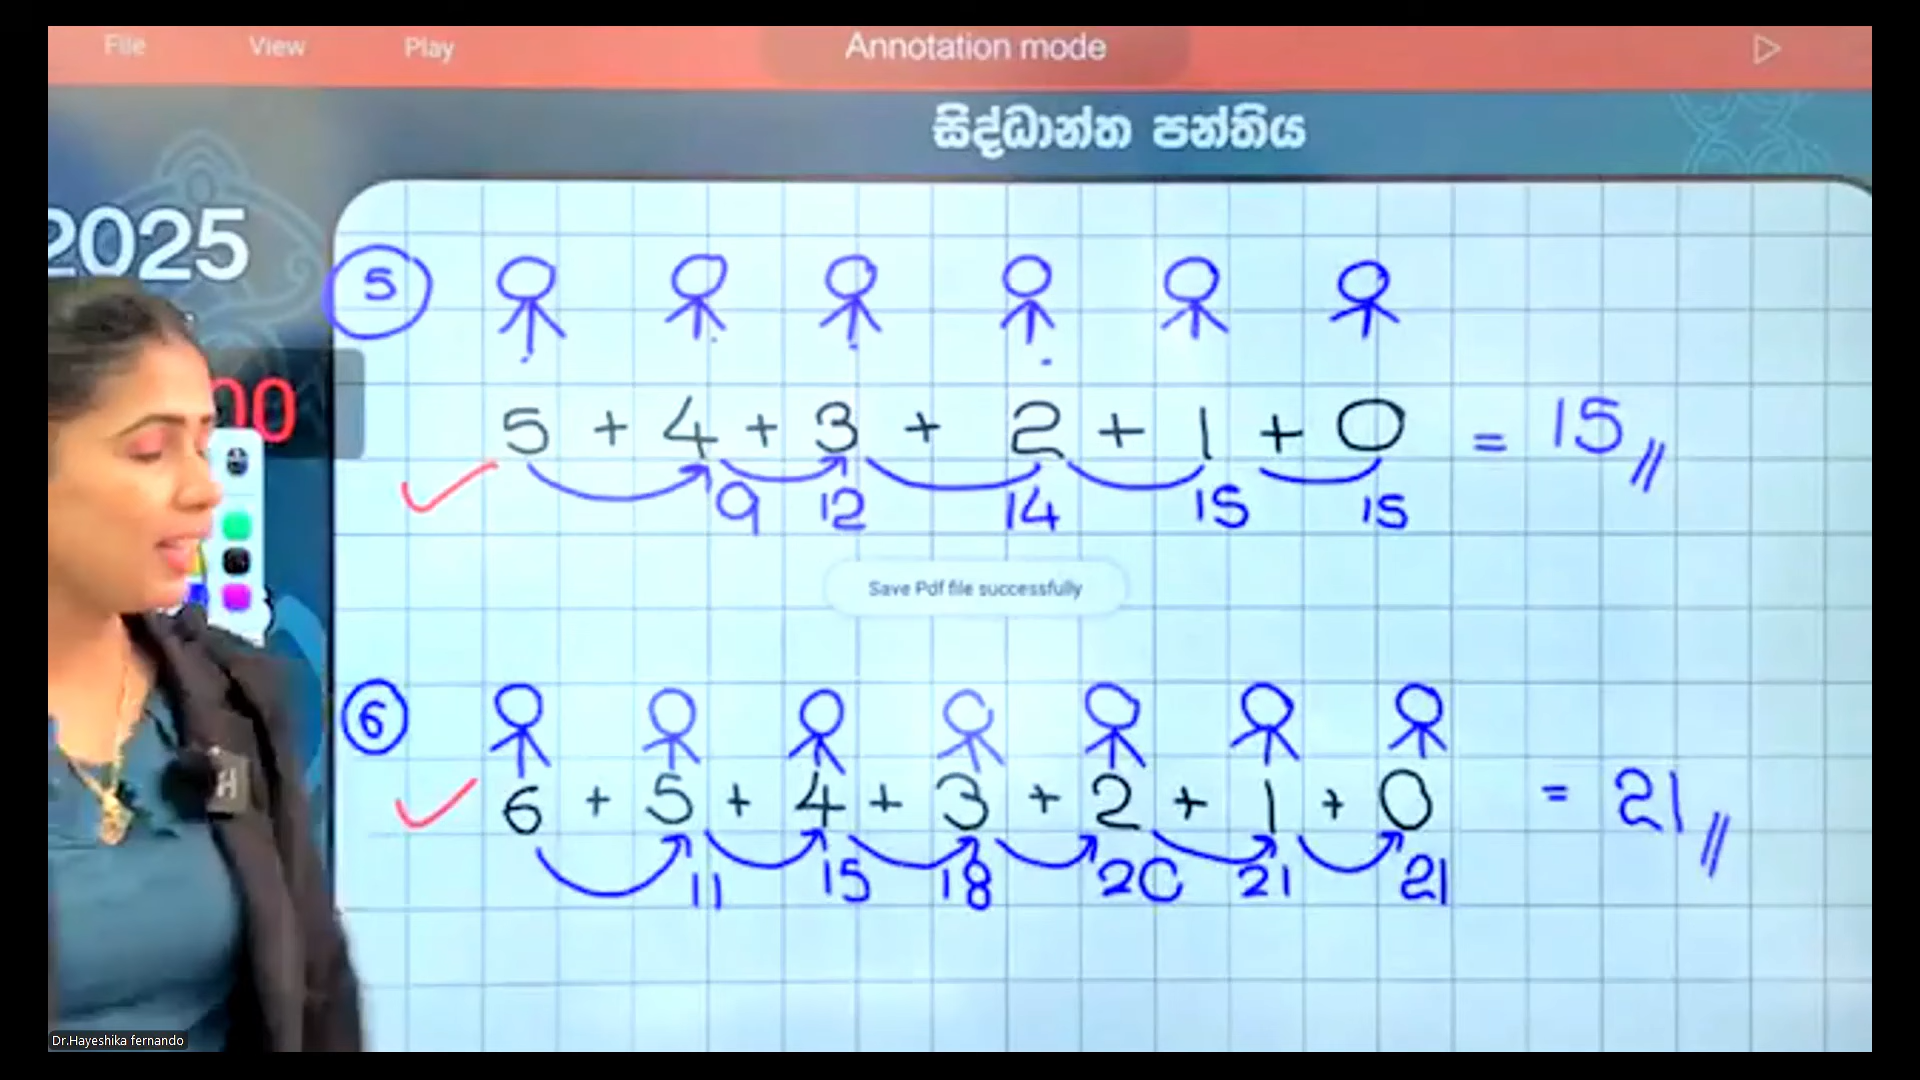 File View Play Annotation mode
සිද්ධාන්ත පන්තිය
2025
00
5
5 + 4 + 3 + 2 + 1 + 0 = 15
9 12 14 15 15
Save Pdf file successfully
6
6 + 5 + 4 + 3 + 2 + 1 + 0 = 21
11 15 18 20 21 21
H
Dr.Hayeshika fernando